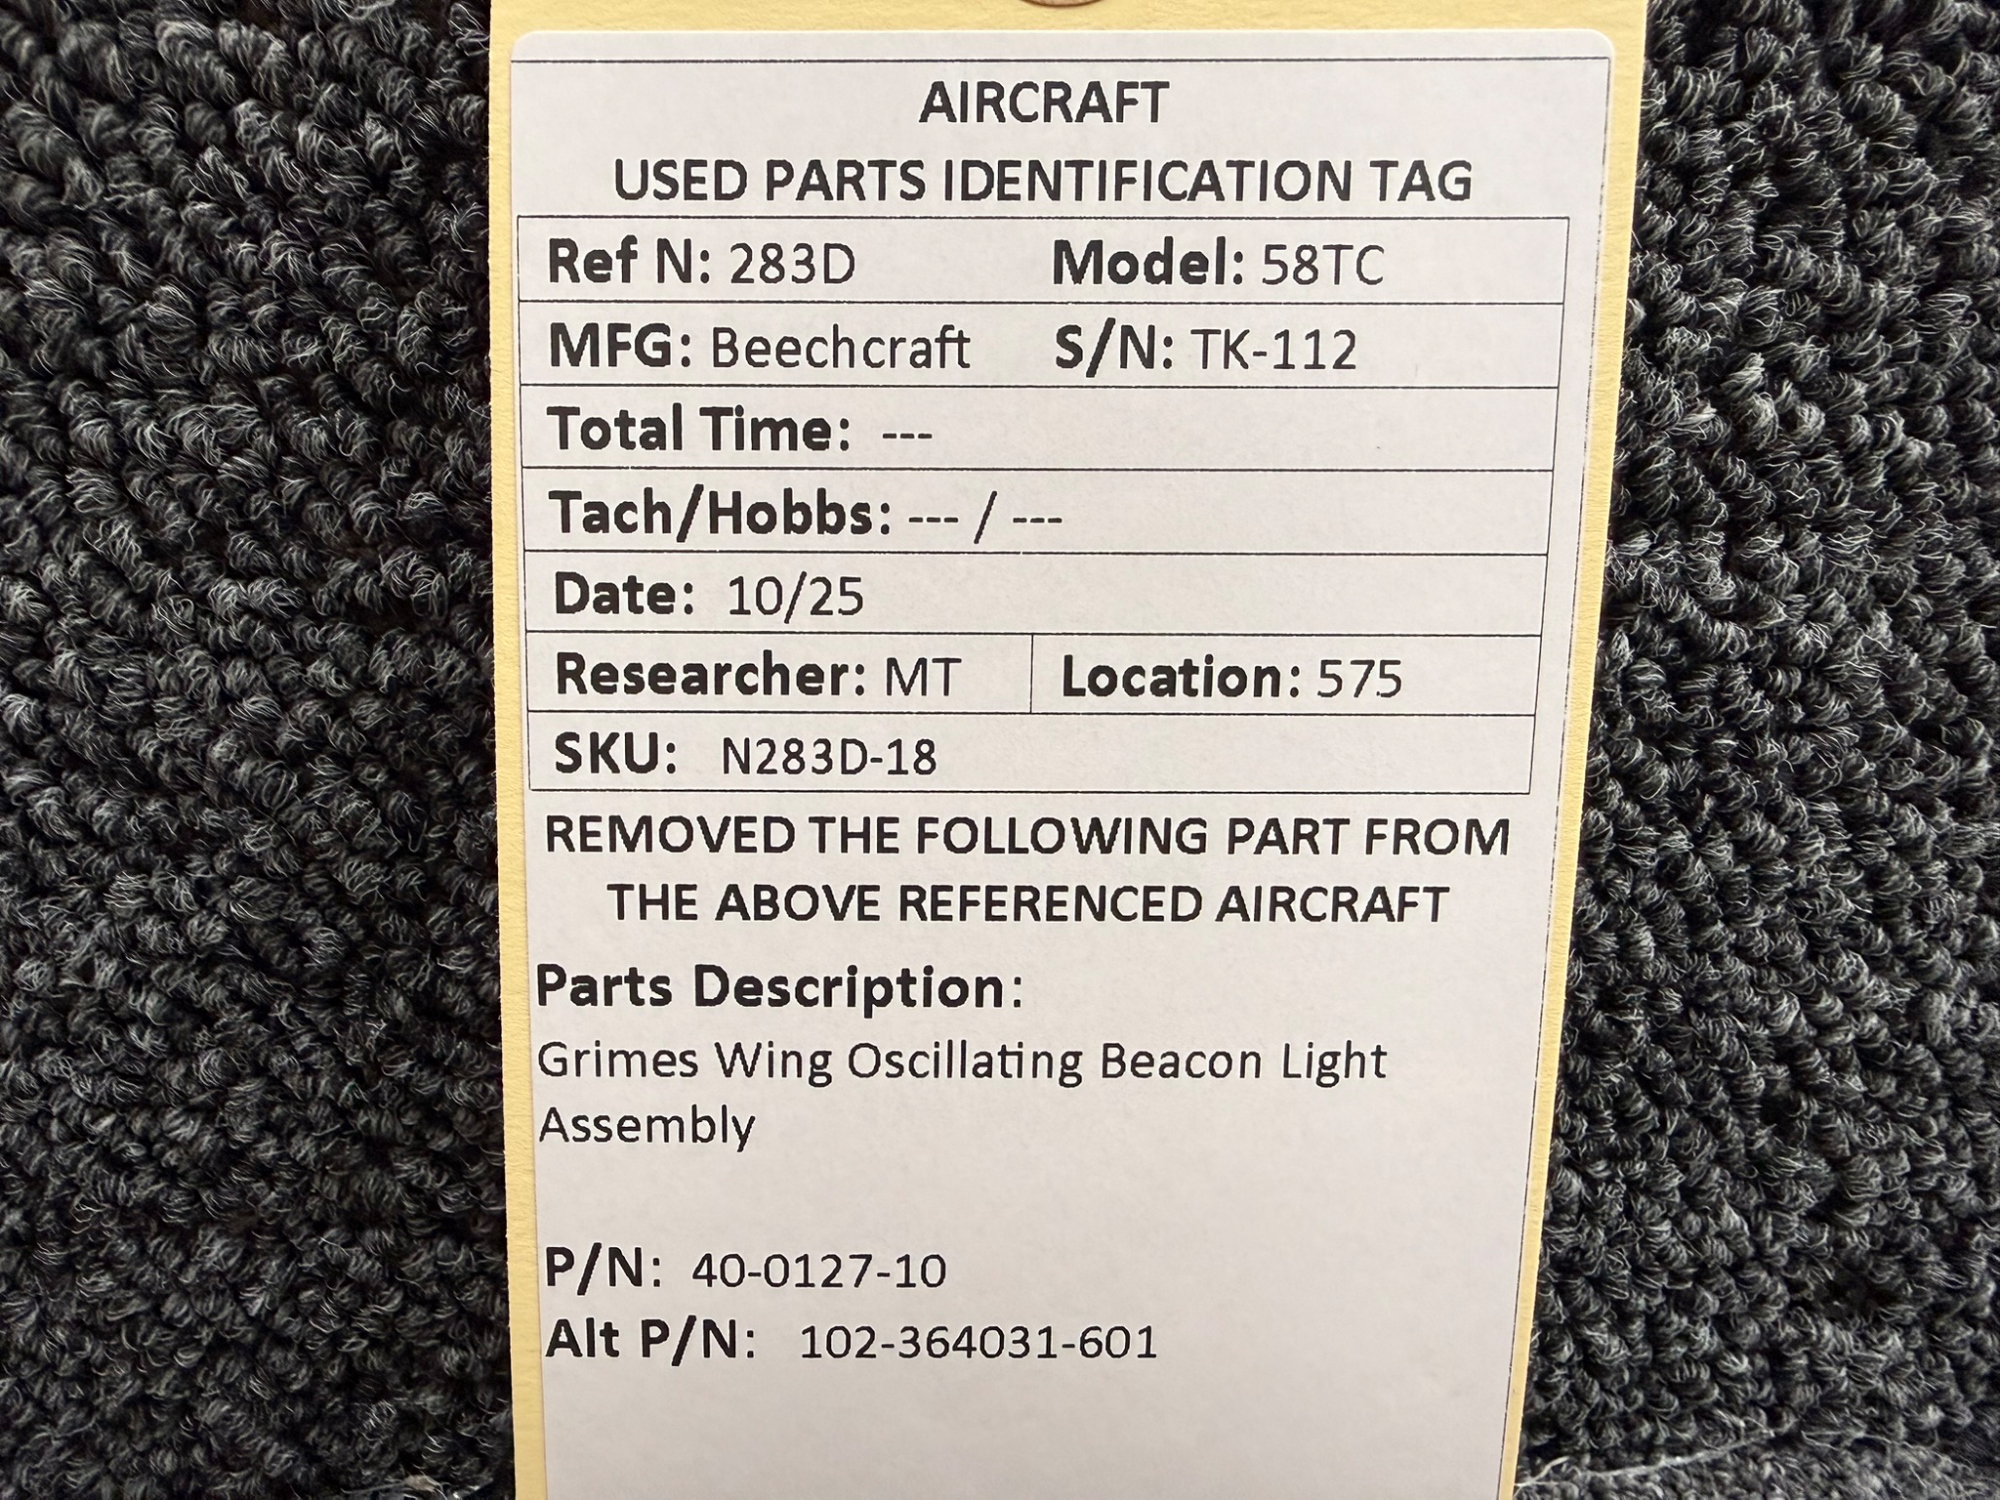 AIRCRAFT
USED PARTS IDENTIFICATION TAG
Ref N: 283D Model: 58TC
MFG: Beechcraft S/N: TK-112
Total Time: ---
Tach/Hobbs: --- / ---
Date: 10/25
Researcher: MT Location: 575
SKU: N283D-18
REMOVED THE FOLLOWING PART FROM
THE ABOVE REFERENCED AIRCRAFT
Parts Description:
Grimes Wing Oscillating Beacon Light
Assembly
P/N: 40-0127-10
Alt P/N: 102-364031-601